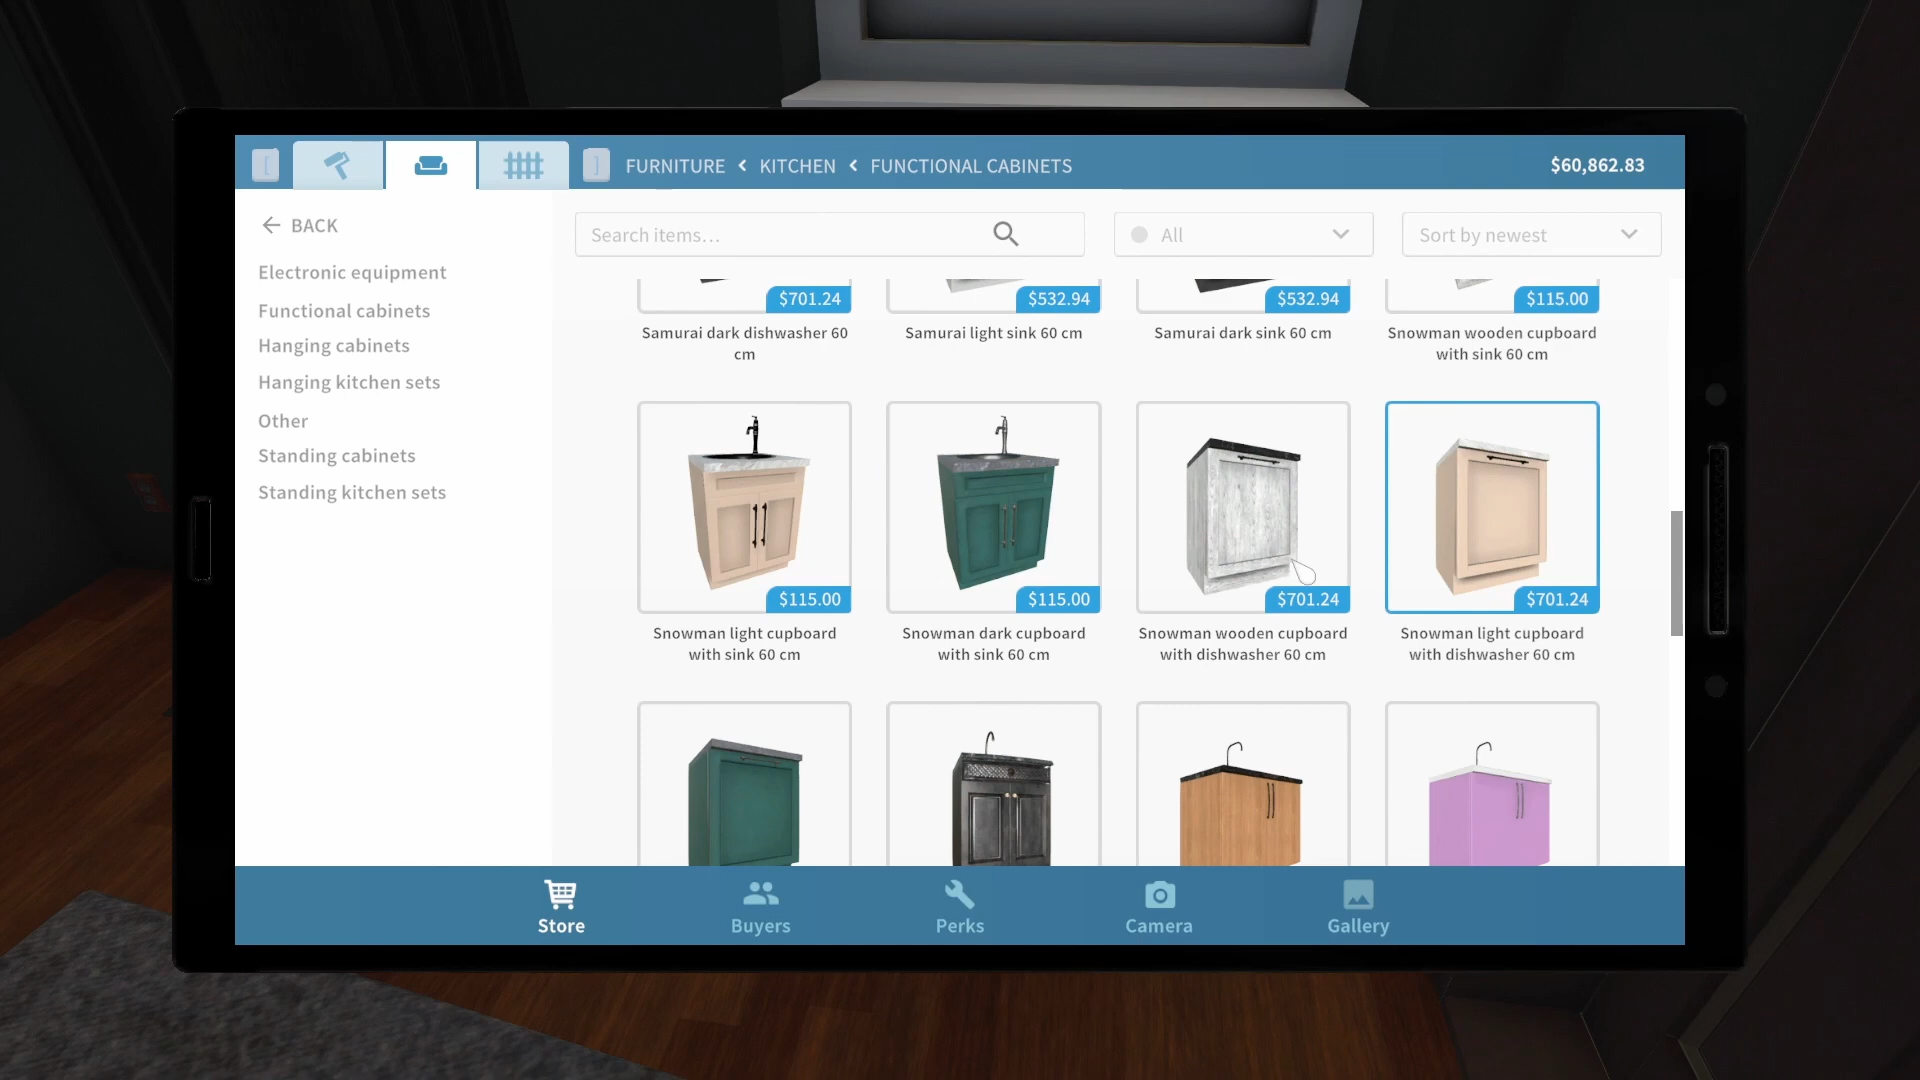 [
]
FURNITURE < KITCHEN < FUNCTIONAL CABINETS
$60,862.83
BACK
Electronic equipment
Functional cabinets
Hanging cabinets
Hanging kitchen sets
Other
Standing cabinets
Standing kitchen sets
Search items...
All
Sort by newest
$701.24
$532.94
$532.94
$115.00
Samurai dark dishwasher 60
cm
Samurai light sink 60 cm
Samurai dark sink 60 cm
Snowman wooden cupboard
with sink 60 cm
$115.00
$115.00
$701.24
$701.24
Snowman light cupboard
with sink 60 cm
Snowman dark cupboard
with sink 60 cm
Snowman wooden cupboard
with dishwasher 60 cm
Snowman light cupboard
with dishwasher 60 cm
Store
Buyers
Perks
Camera
Gallery